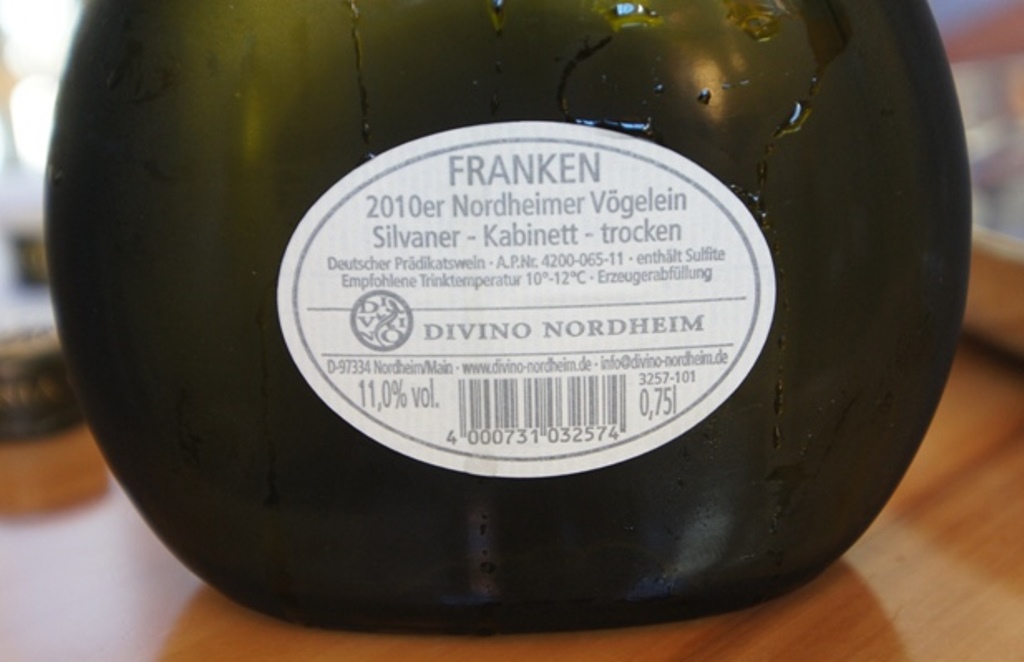 FRANKEN
2010er Nordheimer Vögelein
Silvaner - Kabinett - trocken
Deutscher Prädikatswein · A.P.Nr. 4200-065-11 · enthält Sulfite
Empfohlene Trinktemperatur 10°-12°C · Erzeugerabfüllung
DIVINO
DIVINO NORDHEIM
D-97334 Nordheim/Main · www.divino-nordheim.de · info@divino-nordheim.de
11,0% vol.
3257-101
0,75l
4 000731 032574